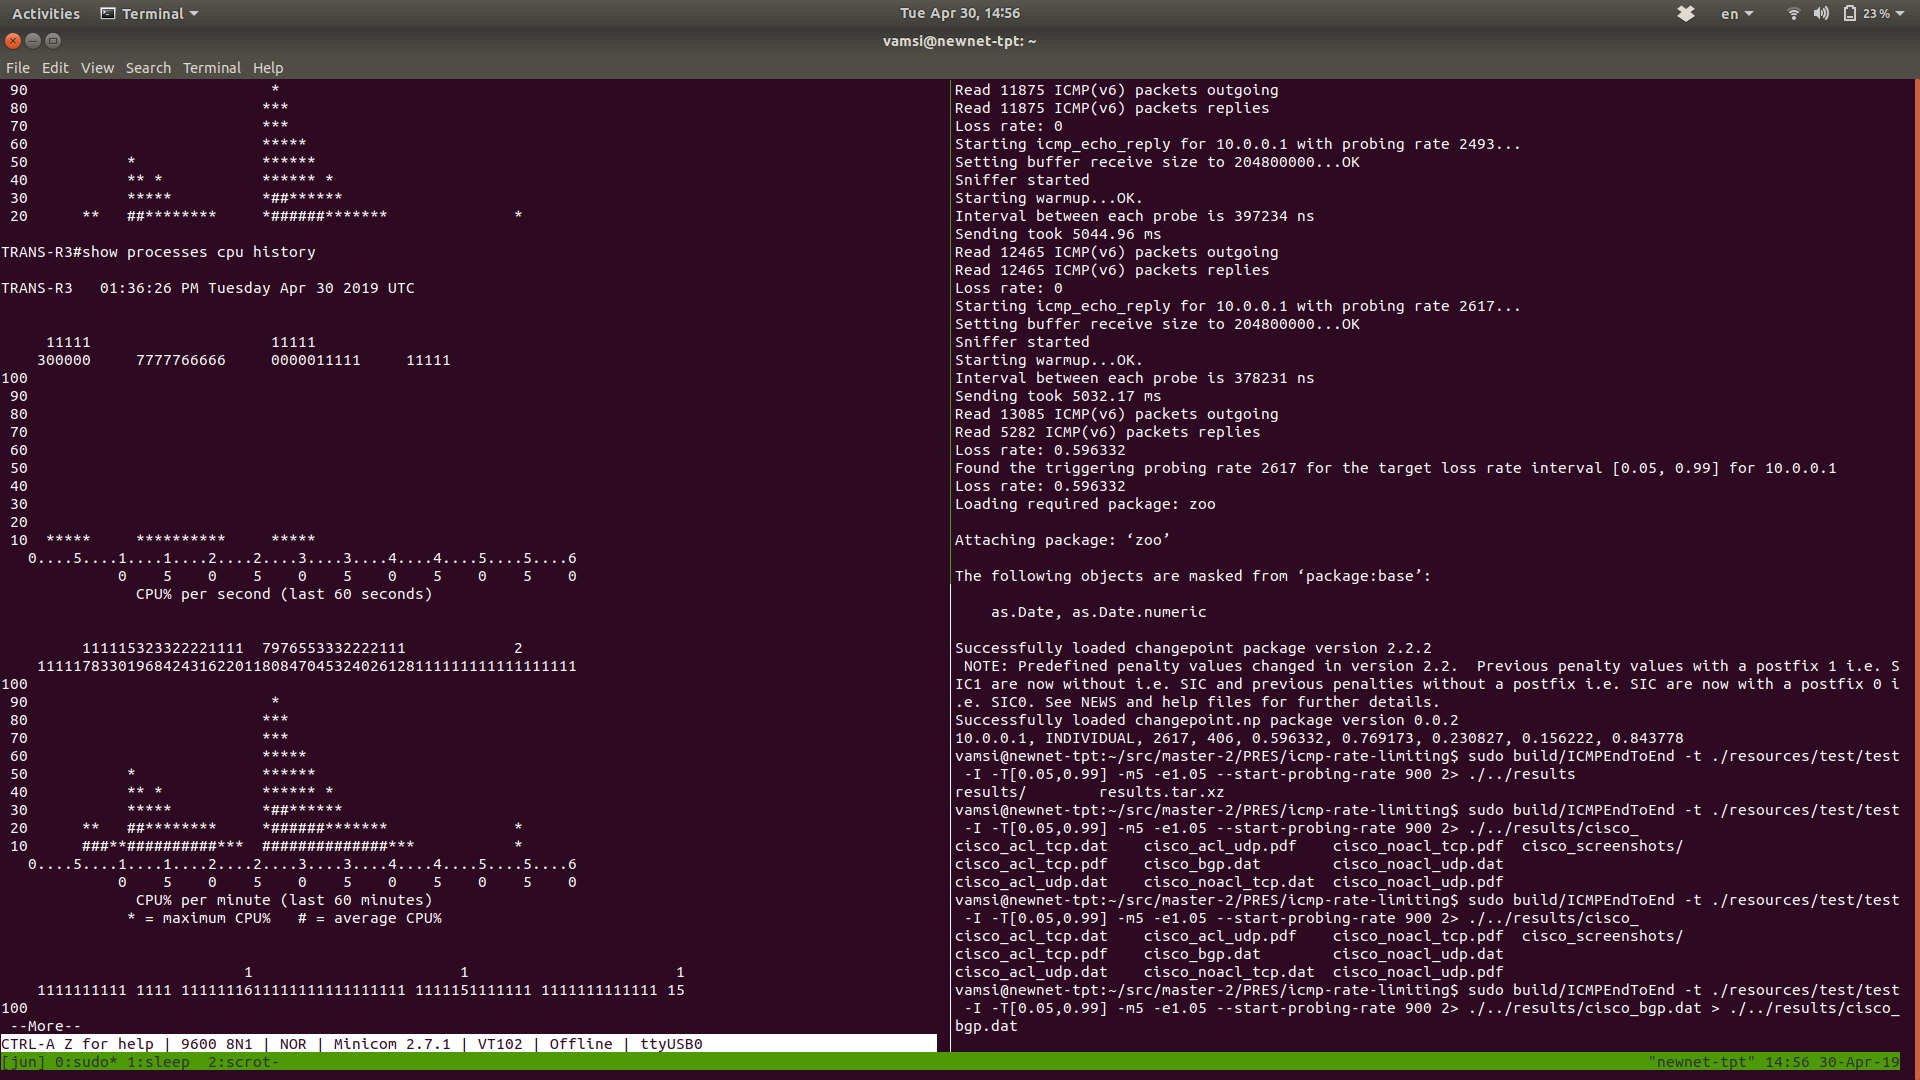 Activities Terminal Tue Apr 30, 14:56 en 23 %
vamsi@newnet-tpt: ~
File Edit View Search Terminal Help
 90                           *
 80                          ***
 70                          ***
 60                          *****
 50           *              ******
 40           ** *           ****** *
 30           *****          *##******
 20      **   ##********     *######*******              *

TRANS-R3#show processes cpu history

TRANS-R3   01:36:26 PM Tuesday Apr 30 2019 UTC

     11111                    11111
    300000     7777766666     0000011111     11111
100
 90
 80
 70
 60
 50
 40
 30
 20
 10  *****     **********     *****
   0....5....1....1....2....2....3....3....4....4....5....5....6
             0    5    0    5    0    5    0    5    0    5    0
               CPU% per second (last 60 seconds)

         111115323322221111  7976553332222111            2
    111117833019684243162201180847045324026128111111111111111111
100
 90                           *
 80                          ***
 70                          ***
 60                          *****
 50           *              ******
 40           ** *           ****** *
 30           *****          *##******
 20      **   ##********     *######*******              *
 10      ###**##########***  ##############***           *
   0....5....1....1....2....2....3....3....4....4....5....5....6
             0    5    0    5    0    5    0    5    0    5    0
               CPU% per minute (last 60 minutes)
              * = maximum CPU%   # = average CPU%

                           1                       1                       1
    1111111111 1111 1111111611111111111111111 1111151111111 1111111111111 15
100
 --More--
CTRL-A Z for help | 9600 8N1 | NOR | Minicom 2.7.1 | VT102 | Offline | ttyUSB0
Read 11875 ICMP(v6) packets outgoing
Read 11875 ICMP(v6) packets replies
Loss rate: 0
Starting icmp_echo_reply for 10.0.0.1 with probing rate 2493...
Setting buffer receive size to 204800000...OK
Sniffer started
Starting warmup...OK.
Interval between each probe is 397234 ns
Sending took 5044.96 ms
Read 12465 ICMP(v6) packets outgoing
Read 12465 ICMP(v6) packets replies
Loss rate: 0
Starting icmp_echo_reply for 10.0.0.1 with probing rate 2617...
Setting buffer receive size to 204800000...OK
Sniffer started
Starting warmup...OK.
Interval between each probe is 378231 ns
Sending took 5032.17 ms
Read 13085 ICMP(v6) packets outgoing
Read 5282 ICMP(v6) packets replies
Loss rate: 0.596332
Found the triggering probing rate 2617 for the target loss rate interval [0.05, 0.99] for 10.0.0.1
Loss rate: 0.596332
Loading required package: zoo

Attaching package: ‘zoo’

The following objects are masked from ‘package:base’:

    as.Date, as.Date.numeric

Successfully loaded changepoint package version 2.2.2
 NOTE: Predefined penalty values changed in version 2.2.  Previous penalty values with a postfix 1 i.e. S
IC1 are now without i.e. SIC and previous penalties without a postfix i.e. SIC are now with a postfix 0 i
.e. SIC0. See NEWS and help files for further details.
Successfully loaded changepoint.np package version 0.0.2
10.0.0.1, INDIVIDUAL, 2617, 406, 0.596332, 0.769173, 0.230827, 0.156222, 0.843778
vamsi@newnet-tpt:~/src/master-2/PRES/icmp-rate-limiting$ sudo build/ICMPEndToEnd -t ./resources/test/test
 -I -T[0.05,0.99] -m5 -e1.05 --start-probing-rate 900 2> ./../results
results/        results.tar.xz
vamsi@newnet-tpt:~/src/master-2/PRES/icmp-rate-limiting$ sudo build/ICMPEndToEnd -t ./resources/test/test
 -I -T[0.05,0.99] -m5 -e1.05 --start-probing-rate 900 2> ./../results/cisco_
cisco_acl_tcp.dat    cisco_acl_udp.pdf    cisco_noacl_tcp.pdf  cisco_screenshots/
cisco_acl_tcp.pdf    cisco_bgp.dat        cisco_noacl_udp.dat
cisco_acl_udp.dat    cisco_noacl_tcp.dat  cisco_noacl_udp.pdf
vamsi@newnet-tpt:~/src/master-2/PRES/icmp-rate-limiting$ sudo build/ICMPEndToEnd -t ./resources/test/test
 -I -T[0.05,0.99] -m5 -e1.05 --start-probing-rate 900 2> ./../results/cisco_
cisco_acl_tcp.dat    cisco_acl_udp.pdf    cisco_noacl_tcp.pdf  cisco_screenshots/
cisco_acl_tcp.pdf    cisco_bgp.dat        cisco_noacl_udp.dat
cisco_acl_udp.dat    cisco_noacl_tcp.dat  cisco_noacl_udp.pdf
vamsi@newnet-tpt:~/src/master-2/PRES/icmp-rate-limiting$ sudo build/ICMPEndToEnd -t ./resources/test/test
 -I -T[0.05,0.99] -m5 -e1.05 --start-probing-rate 900 2> ./../results/cisco_bgp.dat > ./../results/cisco_
bgp.dat
[jun] 0:sudo* 1:sleep  2:scrot- "newnet-tpt" 14:56 30-Apr-19